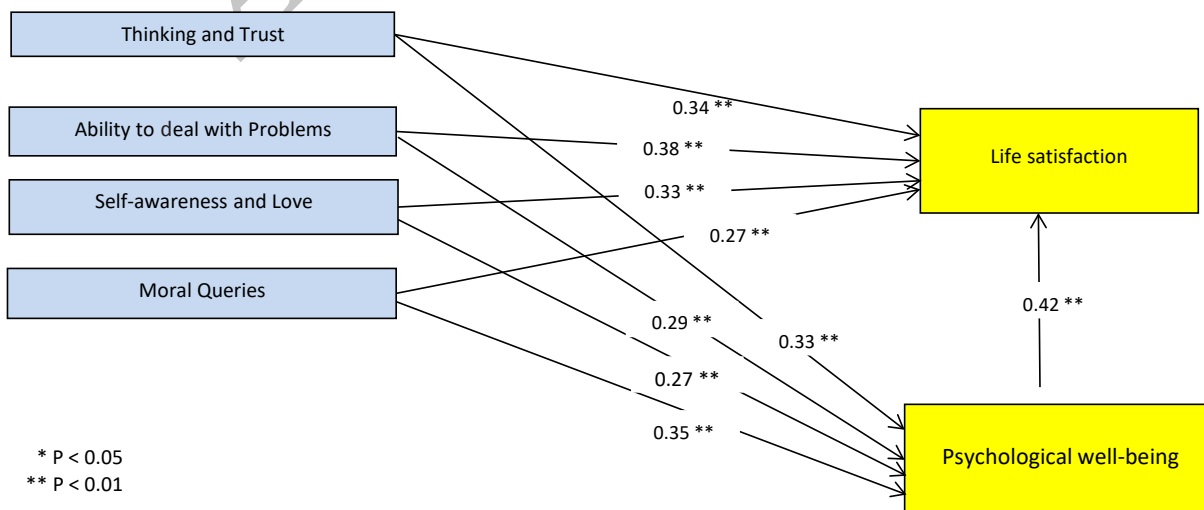 Thinking and Trust
0.34 **
Ability to deal with Problems
0.38 **
Life satisfaction
Self-awareness and Love
0.33 **
0.27 **
Moral Queries
0.42 **
0.29 **
0.33 **
0.27 **
0.35 **
Psychological well-being
* P < 0.05
** P < 0.01